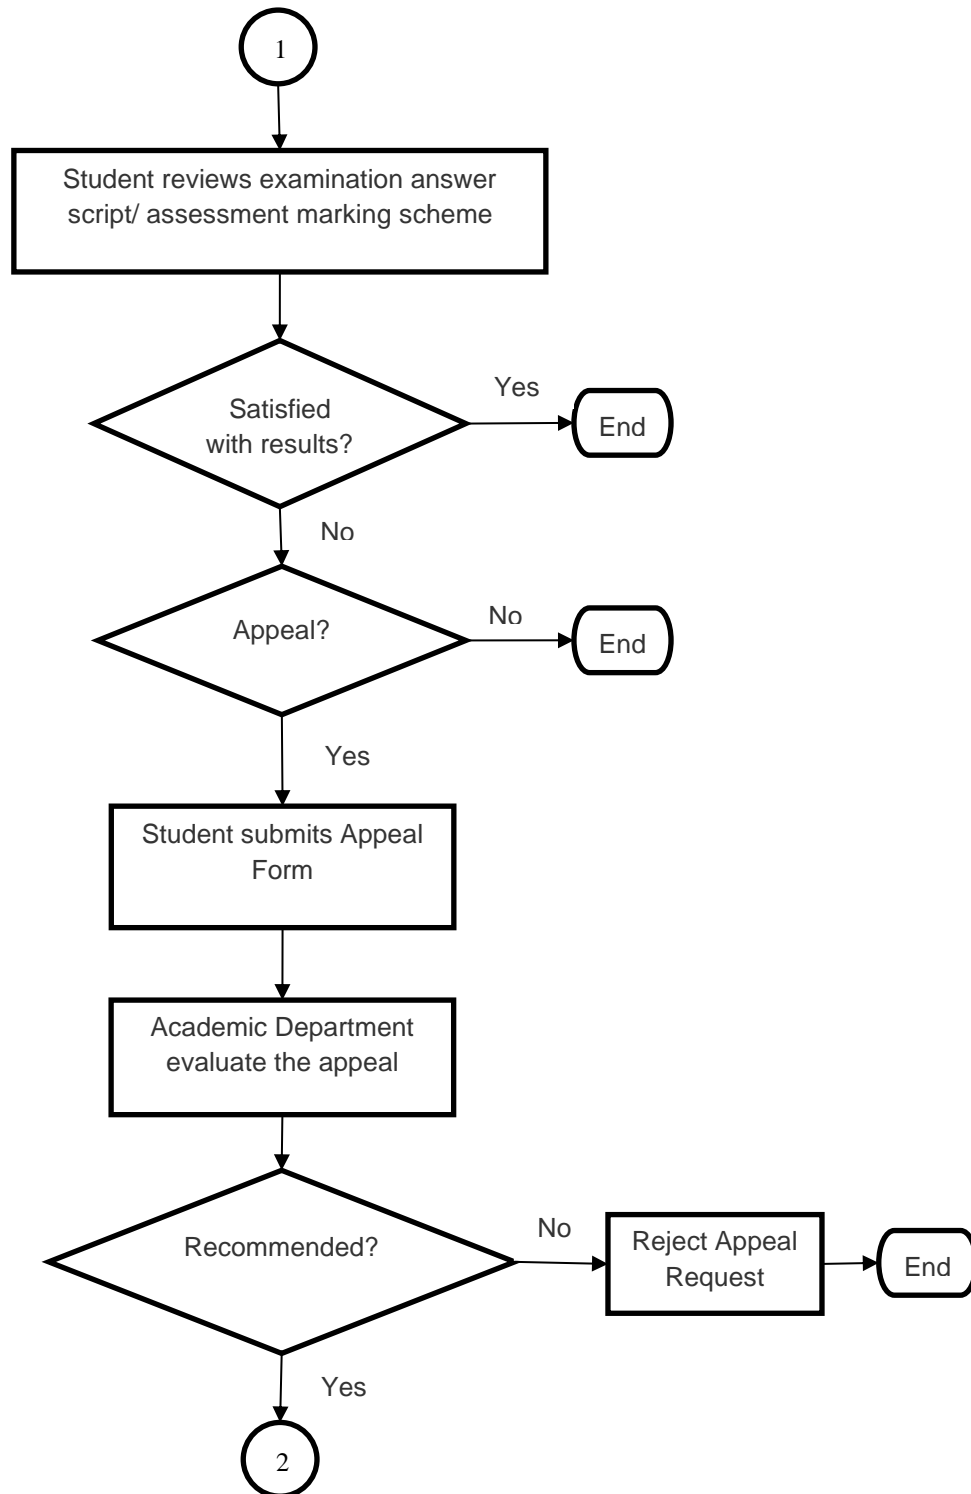 1
Student reviews examination answer
script/ assessment marking scheme
Satisfied
with results?
Yes
End
No
Appeal?
No
End
Yes
Student submits Appeal
Form
Academic Department
evaluate the appeal
Recommended?
No
Reject Appeal
Request
End
Yes
2